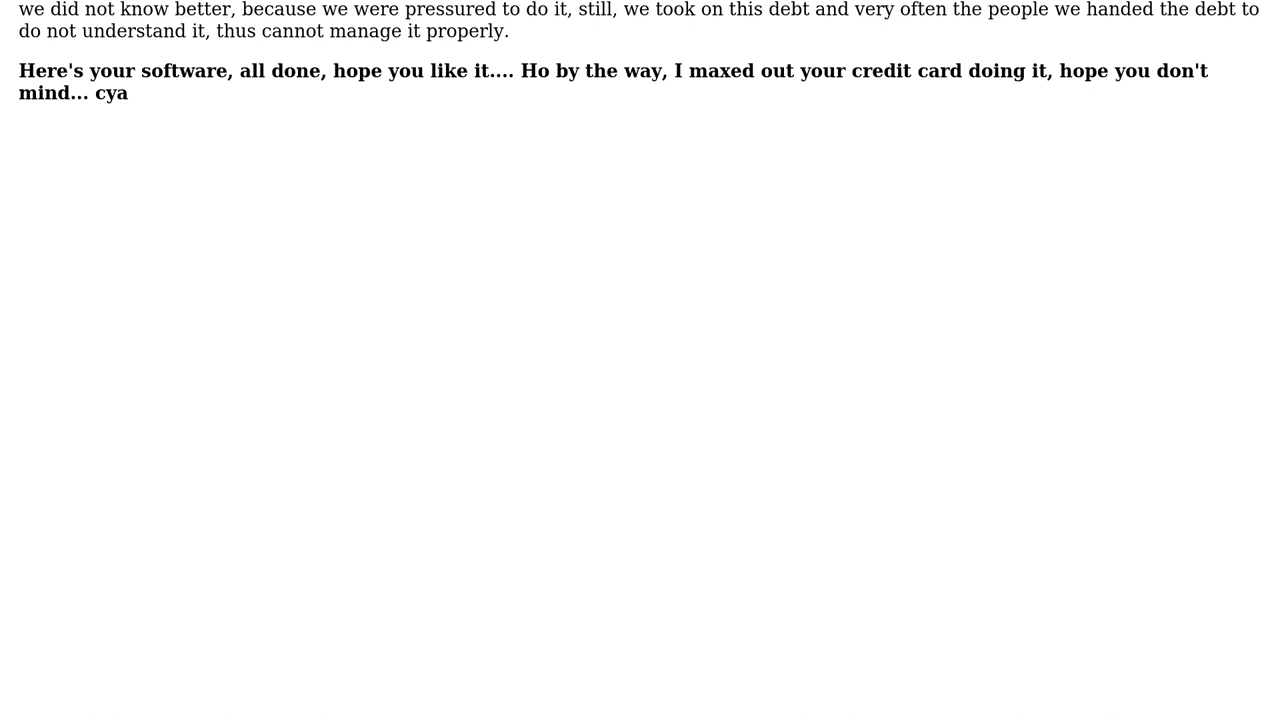 we did not know better, because we were pressured to do it, still, we took on this debt and very often the people we handed the debt to
do not understand it, thus cannot manage it properly.
Here's your software, all done, hope you like it.... Ho by the way, I maxed out your credit card doing it, hope you don't
mind... cya